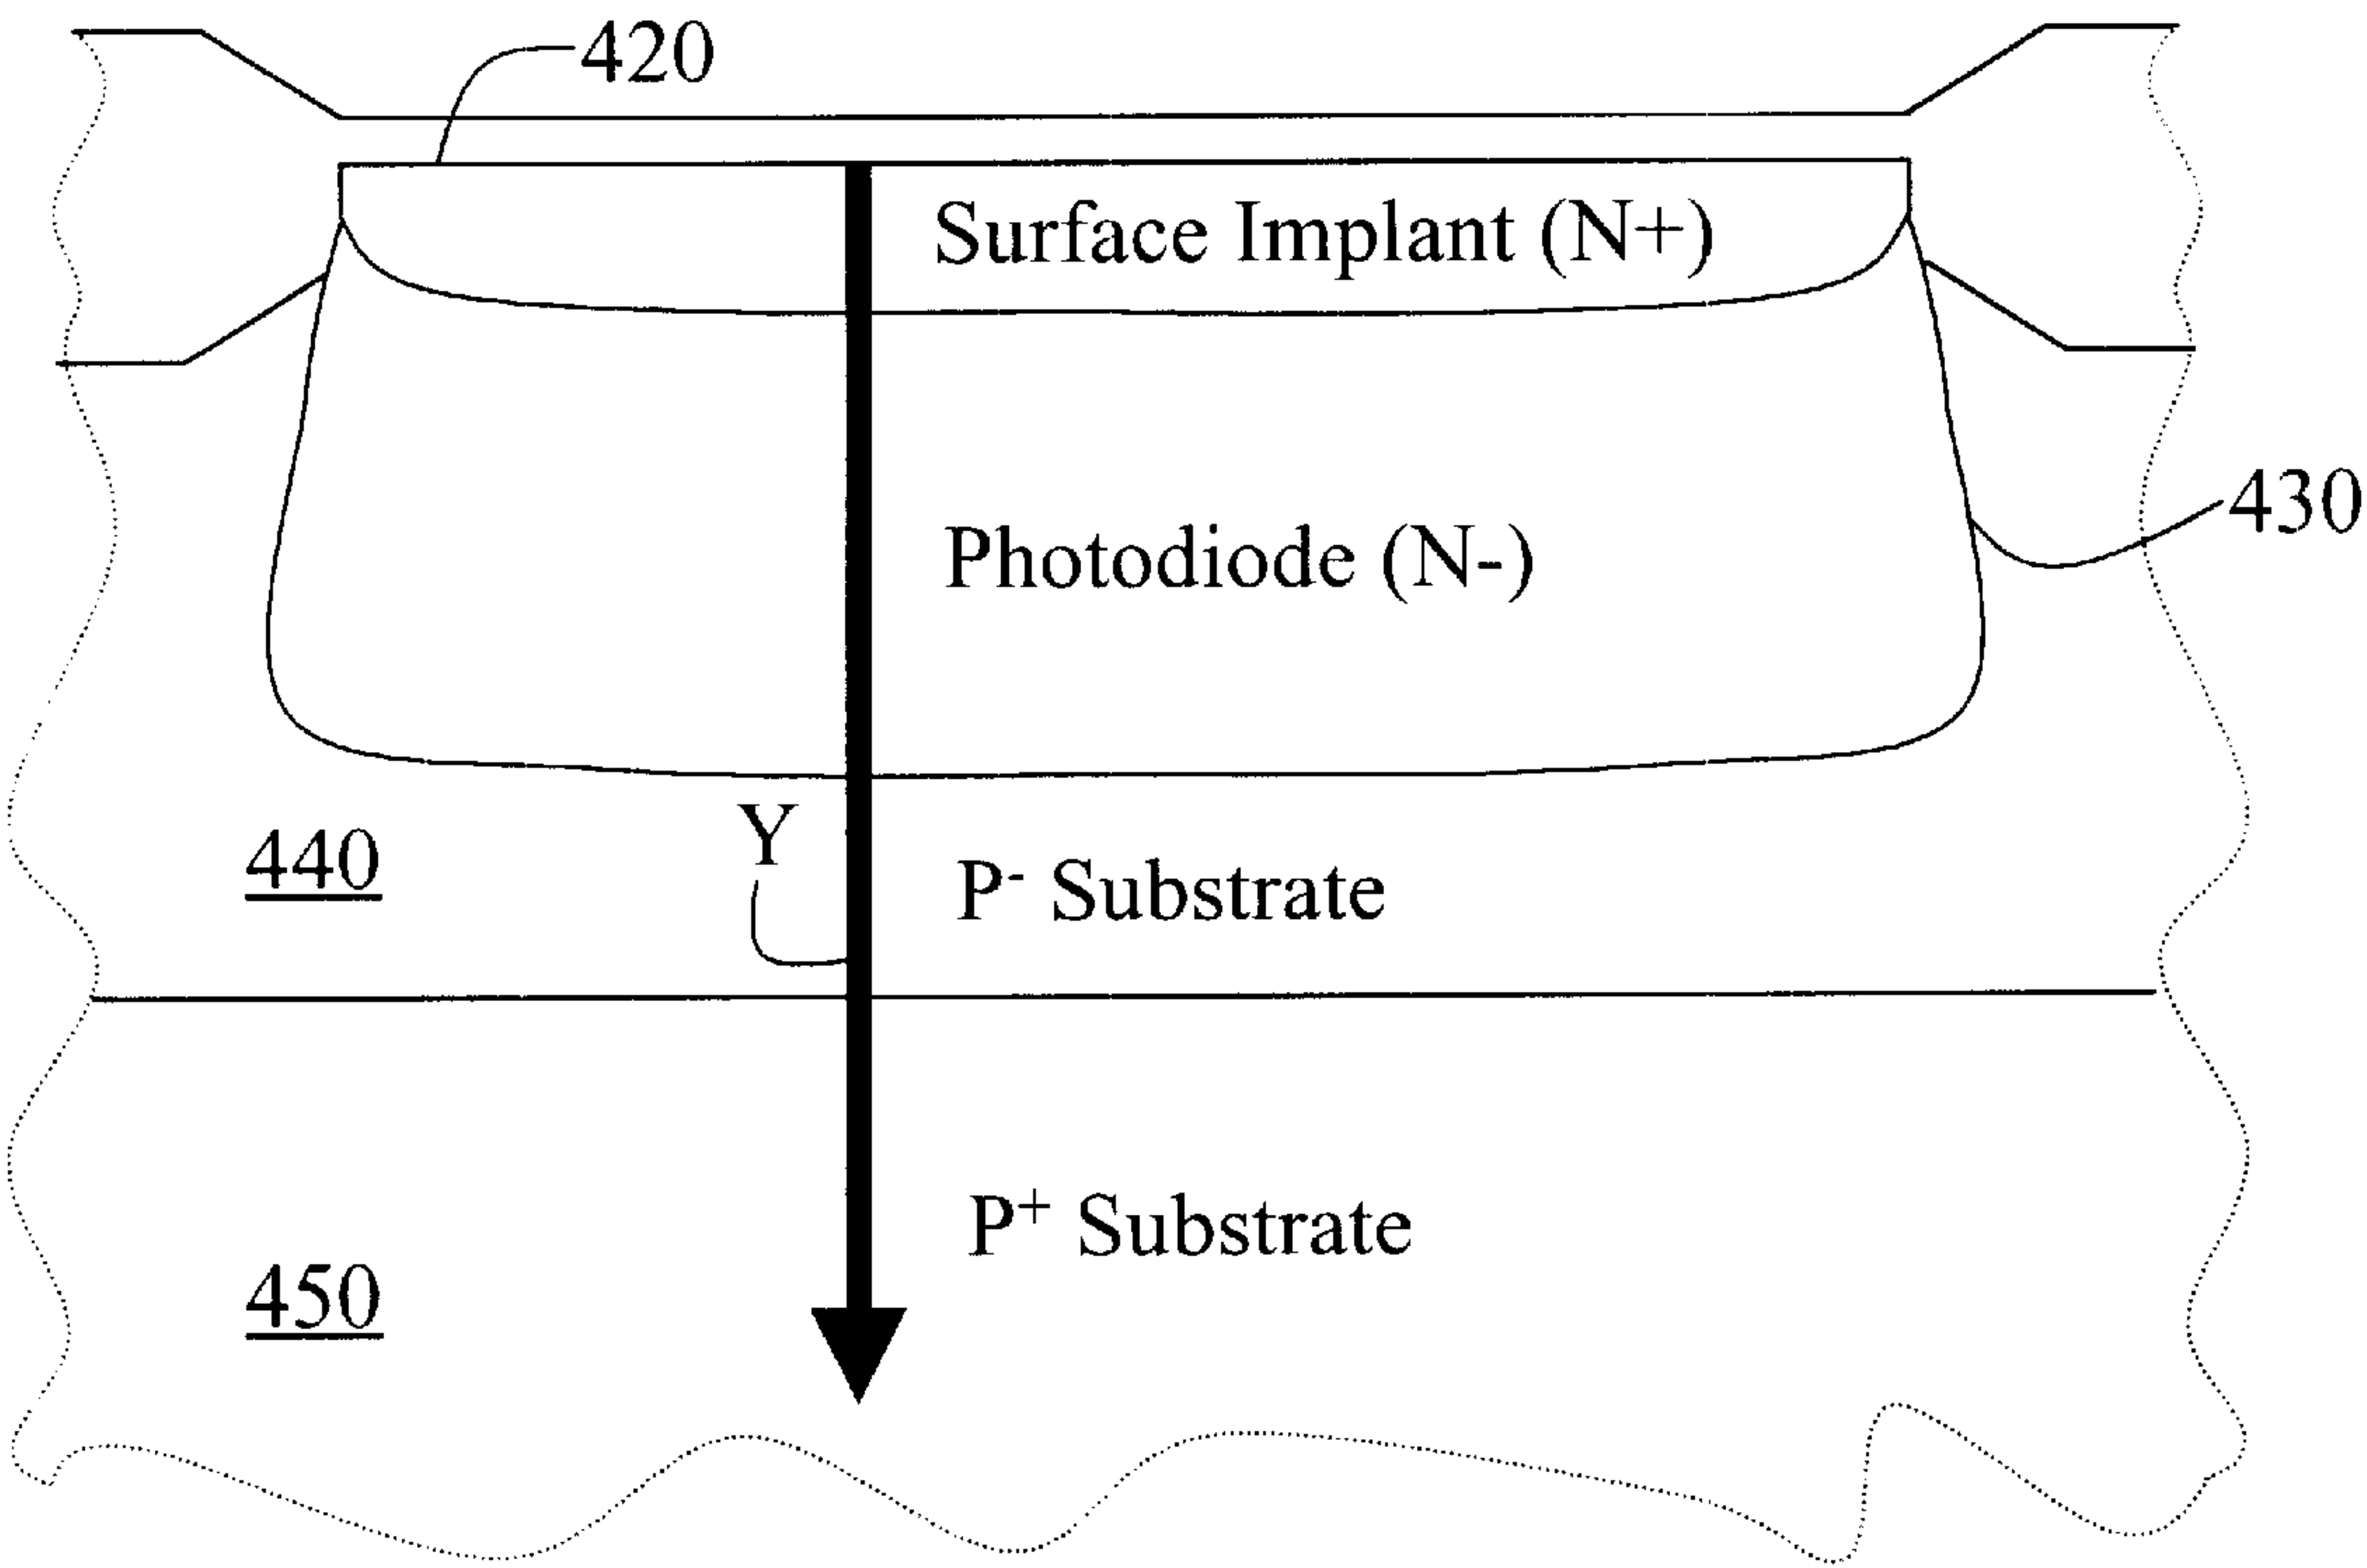 420
Surface Implant (N+)
430
Photodiode (N-)
Y
440
P- Substrate
P+ Substrate
450